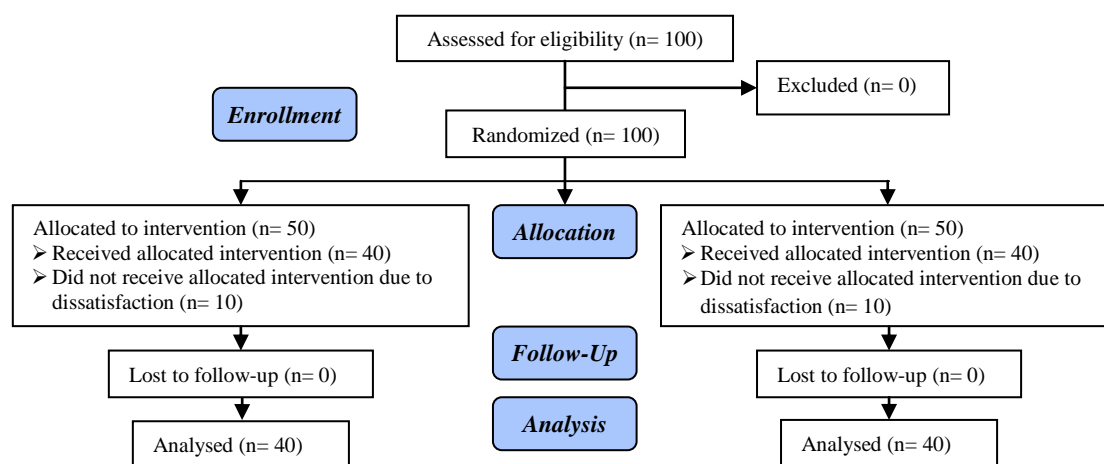 Assessed for eligibility (n= 100)
Excluded (n= 0)
Enrollment
Randomized (n= 100)
Allocated to intervention (n= 50)
➢ Received allocated intervention (n= 40)
➢ Did not receive allocated intervention due to
dissatisfaction (n= 10)
Allocation
Allocated to intervention (n= 50)
➢ Received allocated intervention (n= 40)
➢ Did not receive allocated intervention due to
dissatisfaction (n= 10)
Follow-Up
Lost to follow-up (n= 0)
Lost to follow-up (n= 0)
Analysis
Analysed (n= 40)
Analysed (n= 40)